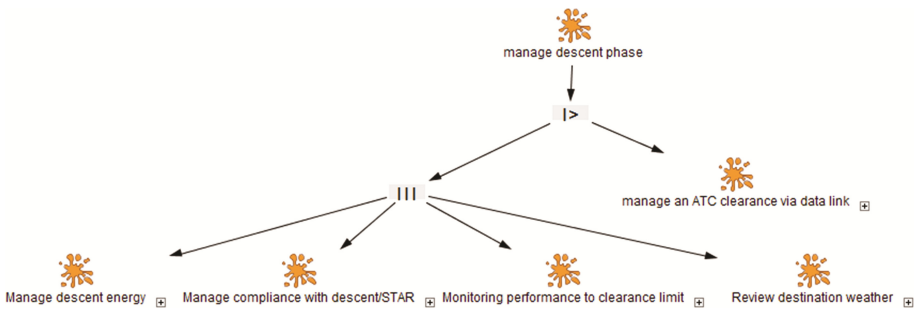 manage descent phase
|>
manage an ATC clearance via data link
|||
Manage descent energy
Manage compliance with descent/STAR
Monitoring performance to clearance limit
Review destination weather